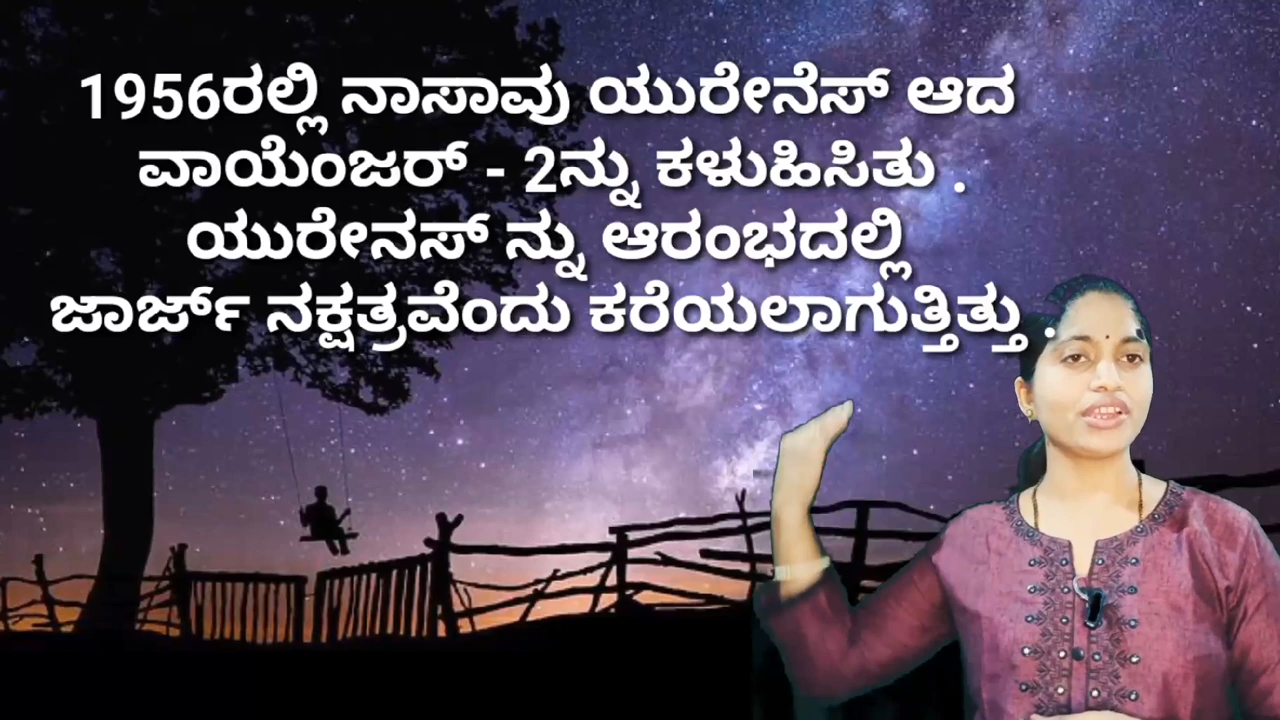 1956ರಲ್ಲಿ ನಾಸಾವು ಯುರೇನೆಸ್ ಆದ
ವಾಯೆಂಜರ್ - 2ನ್ನು ಕಳುಹಿಸಿತು .
ಯುರೇನಸ್ ನ್ನು ಆರಂಭದಲ್ಲಿ
ಜಾರ್ಜ್ ನಕ್ಷತ್ರವೆಂದು ಕರೆಯಲಾಗುತ್ತಿತ್ತು .